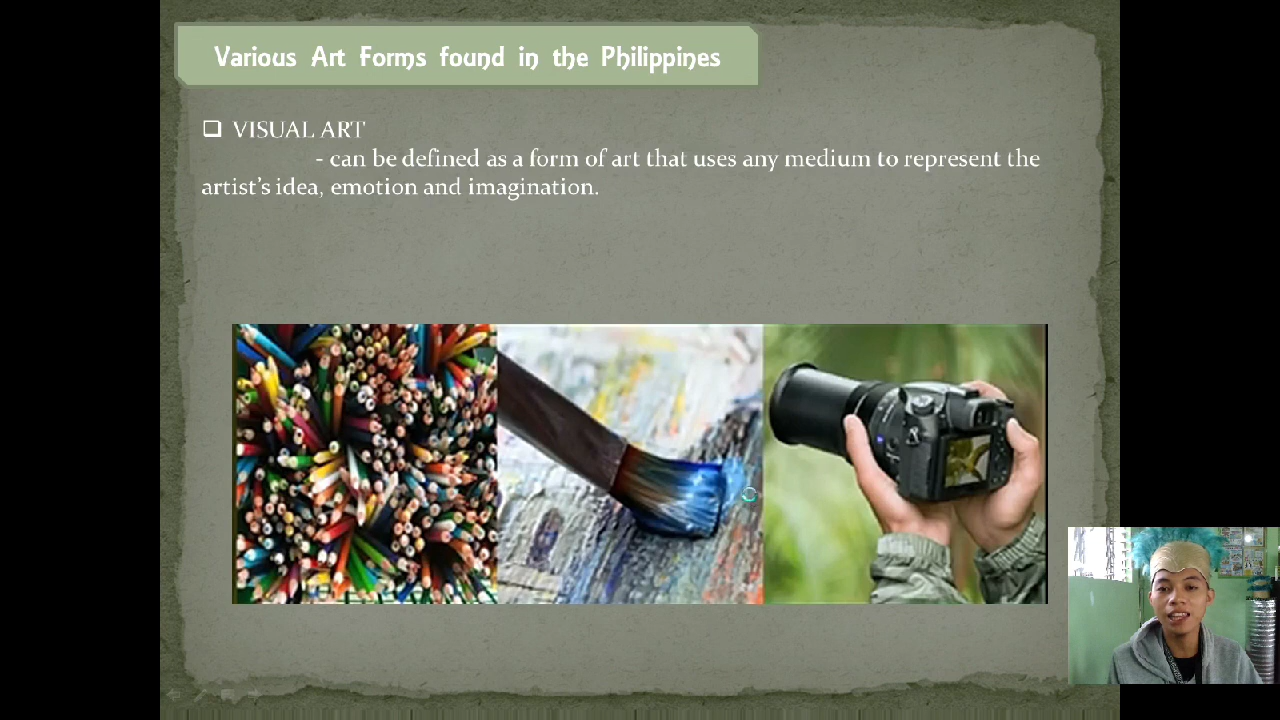 Various Art Forms found in the Philippines
❑ VISUAL ART
- can be defined as a form of art that uses any medium to represent the
artist's idea, emotion and imagination.